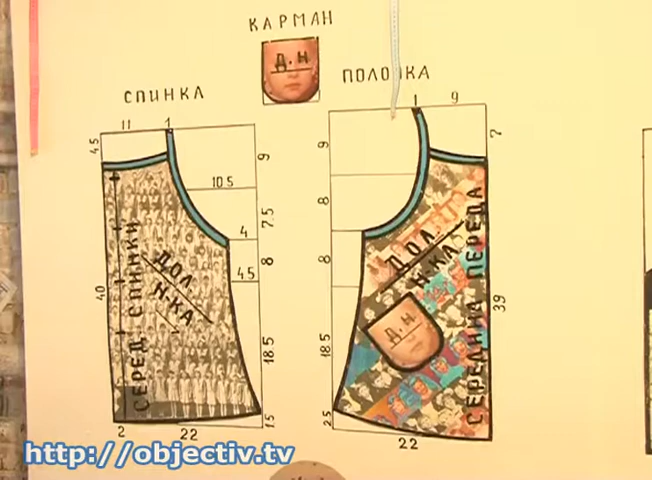 КАРМАН
Д.Н
СПИНКА
ПОЛОЧКА
11
1
4.5
9
10.5
7.5
4
8
4.5
40
18.5
1.5
2
22
СЕРЕД СПИНКИ
ДОЛ.
Н-КА
1
9
7
9
8
8
18.5
2.5
39
22
ДОЛ.
Н-КА
Д.Н.
СЕРЕДИНА ПЕРЕДА
http://objectiv.tv